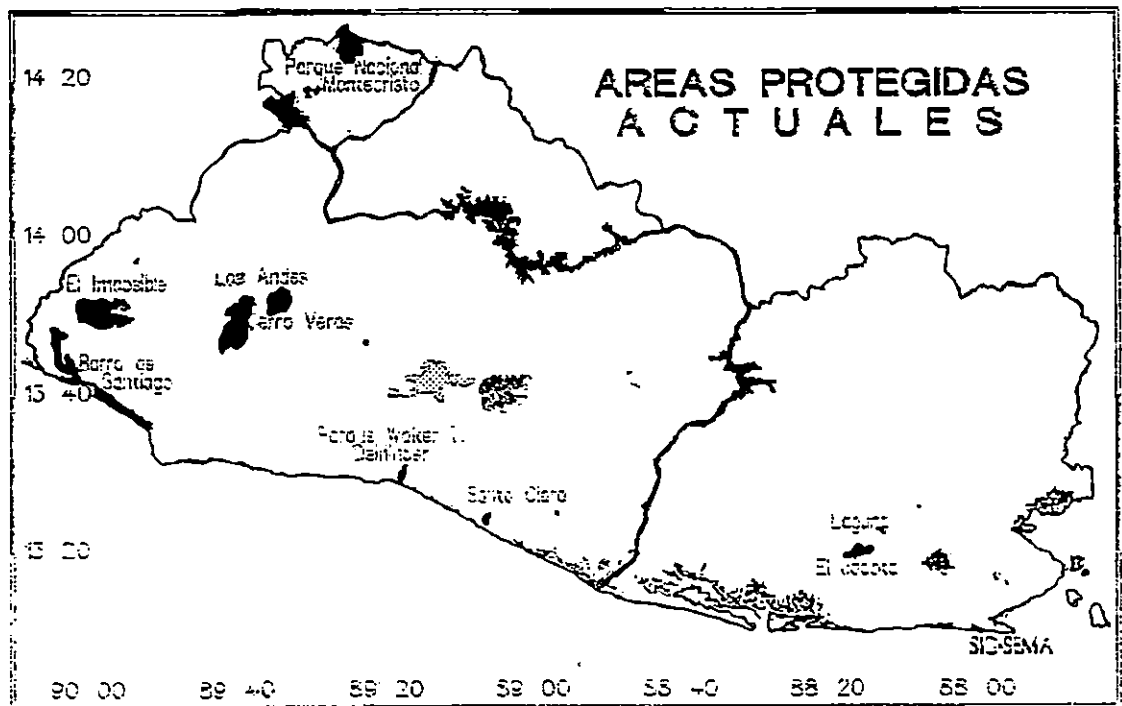 AREAS PROTEGIDAS
ACTUALES
14 20
Parque Nacional
Montecristo
14 00
El Imposible
Los Andes
Cerro Verde
Barra de
Santiago
13 40
Parque Walter T.
Deininger
Santa Clara
Laguna
El Jocotal
13 20
SIG-SEMA
90 00
89 40
89 20
89 00
88 40
88 20
88 00